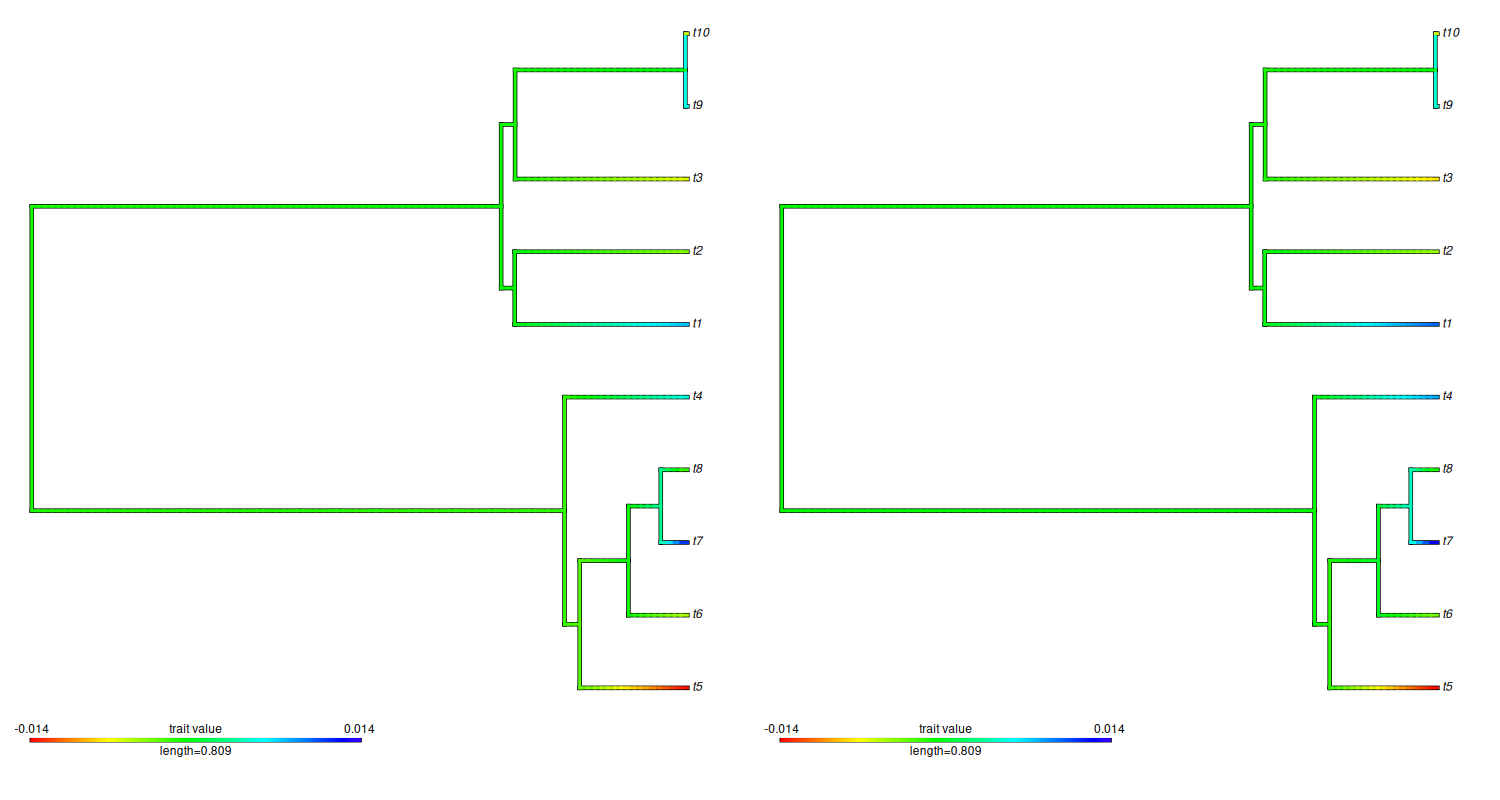 t10
t9
t3
t2
t1
t4
t8
t7
t6
t5
-0.014 trait value 0.014
length=0.809
t10
t9
t3
t2
t1
t4
t8
t7
t6
t5
-0.014 trait value 0.014
length=0.809